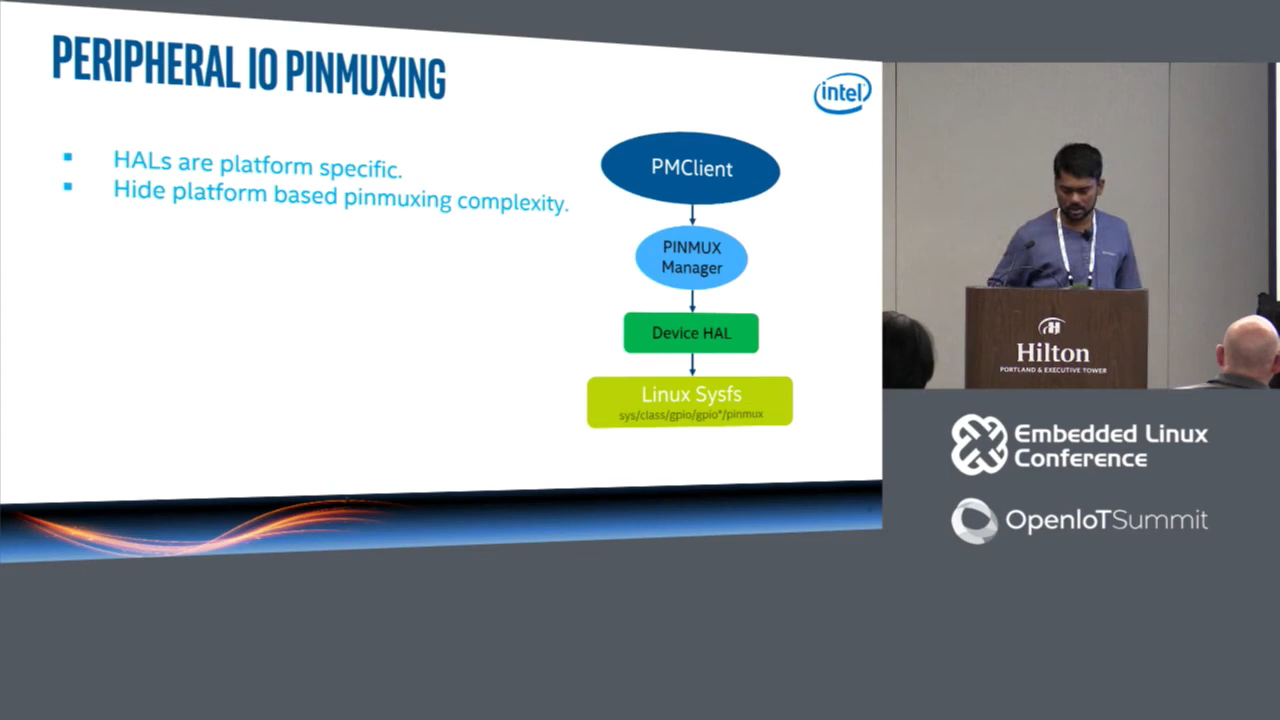 PERIPHERAL IO PINMUXING
intel
HALs are platform specific.
Hide platform based pinmuxing complexity.
PMClient
PINMUX
Manager
Device HAL
Linux Sysfs
sys/class/gpio/gpio*/pinmux
Hilton
PORTLAND & EXECUTIVE TOWER
Embedded Linux
Conference
OpenIoTSummit